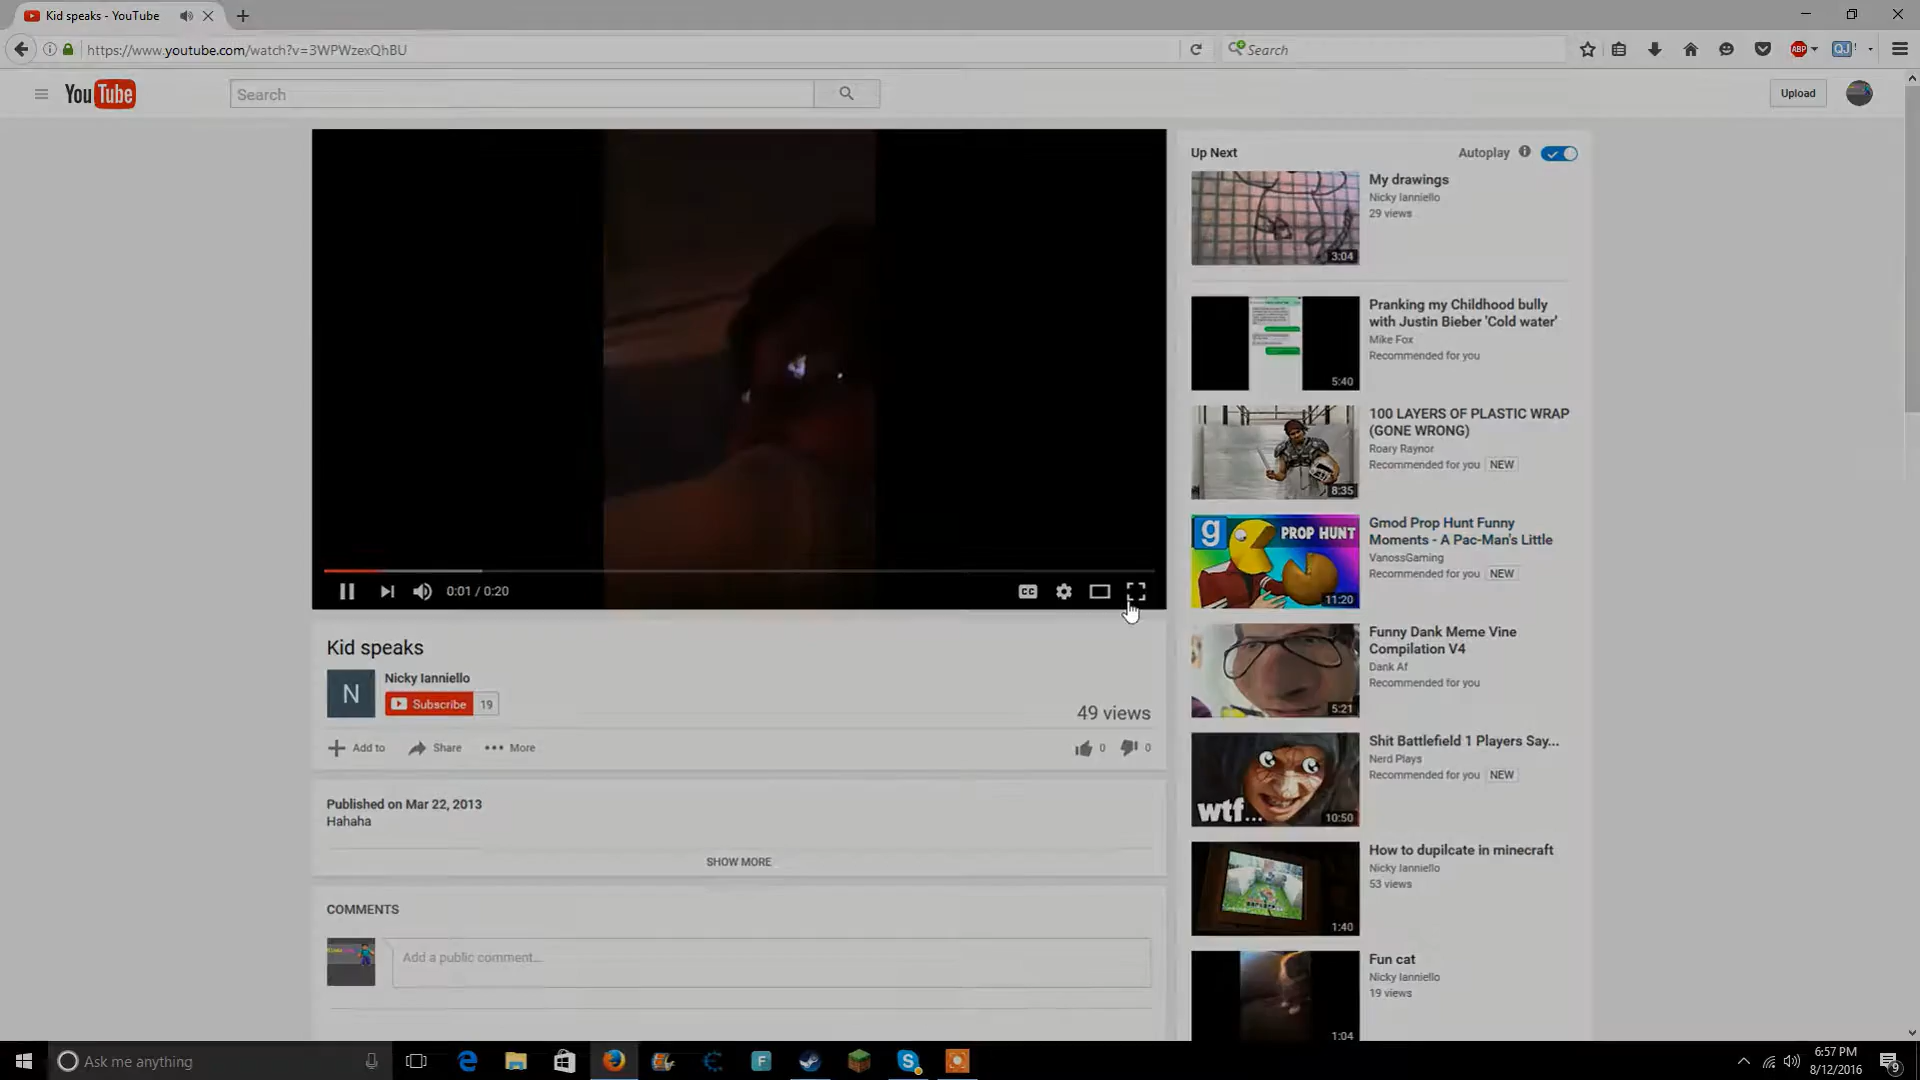 Kid speaks - YouTube
https://www.youtube.com/watch?v=3WPWzexQhBU
Search
ABP
QJ
YouTube
Search
Upload
Up Next
Autoplay
My drawings
Nicky Ianniello
29 views
3:04
Pranking my Childhood bully
with Justin Bieber 'Cold water'
Mike Fox
Recommended for you
5:40
100 LAYERS OF PLASTIC WRAP
(GONE WRONG)
Roary Raynor
Recommended for you NEW
8:35
g PROP HUNT
Gmod Prop Hunt Funny
Moments - A Pac-Man's Little
VanossGaming
Recommended for you NEW
11:20
0:01 / 0:20
CC
Kid speaks
N
Nicky Ianniello
Subscribe 19
49 views
Add to Share More
0 0
Funny Dank Meme Vine
Compilation V4
Dank Af
Recommended for you
5:21
Shit Battlefield 1 Players Say...
Nerd Plays
Recommended for you NEW
wtf...
10:50
Published on Mar 22, 2013
Hahaha
SHOW MORE
How to dupilcate in minecraft
Nicky Ianniello
53 views
1:40
COMMENTS
Add a public comment...
Fun cat
Nicky Ianniello
19 views
1:04
Ask me anything
F
6:57 PM
8/12/2016
9